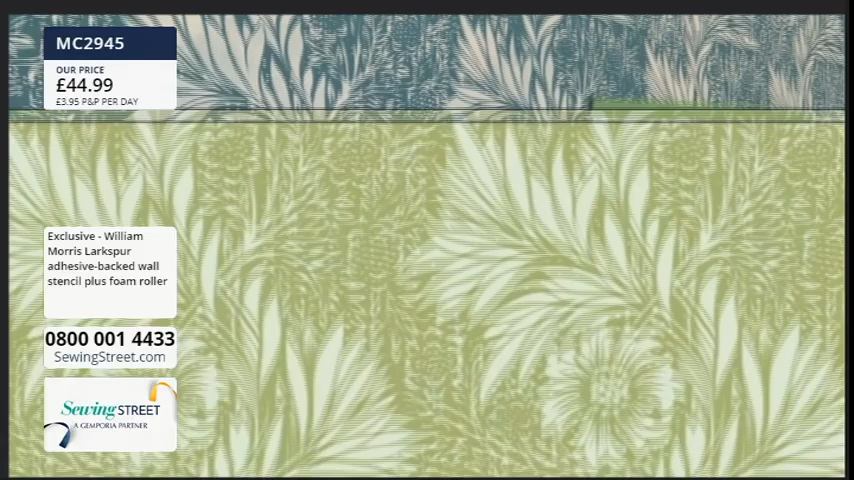 MC2945
OUR PRICE
£44.99
£3.95 P&P PER DAY
Exclusive - William
Morris Larkspur
adhesive-backed wall
stencil plus foam roller
0800 001 4433
SewingStreet.com
Sewing STREET
A GEMPORIA PARTNER